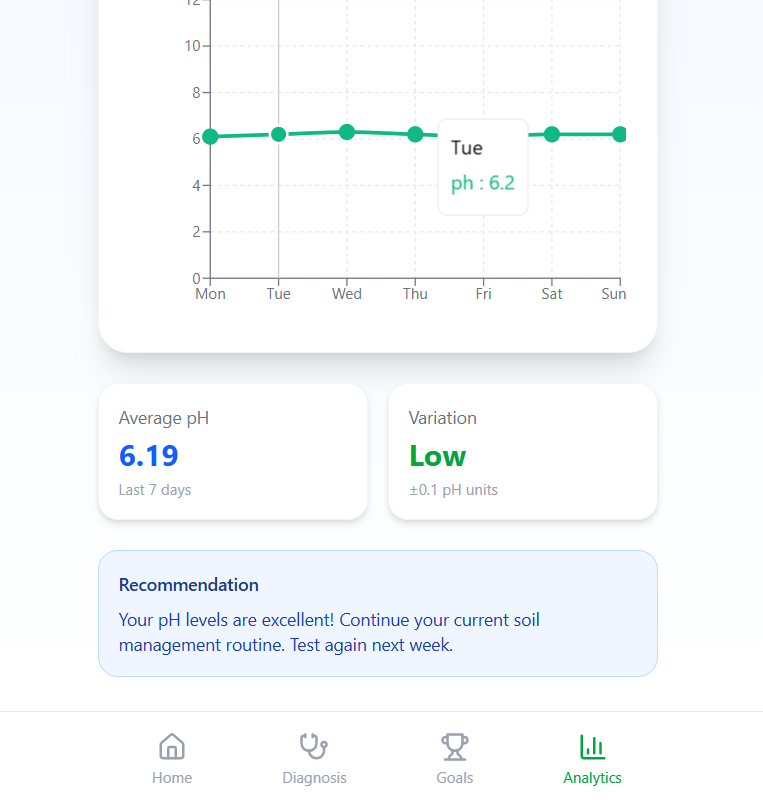 12
10
8
6
4
2
0
Mon Tue Wed Thu Fri Sat Sun
Tue
ph : 6.2
Average pH
6.19
Last 7 days
Variation
Low
±0.1 pH units
Recommendation
Your pH levels are excellent! Continue your current soil
management routine. Test again next week.
Home Diagnosis Goals Analytics